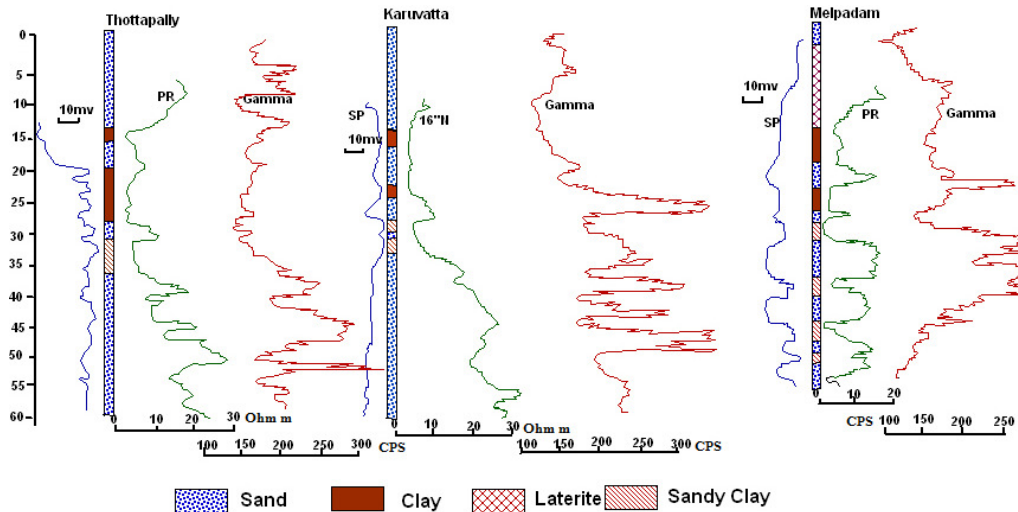 Thottapally Karuvatta Melpadam
0
5
10
15
20
25
30
35
40
45
50
55
60
10mv PR Gamma
SP 10mv 16"N Gamma
10mv SP PR Gamma
0 10 20 30 Ohm m
100 150 200 250 300 CPS
0 10 20 30 Ohm m
100 150 200 250 300 CPS
0 10 20
CPS 100 150 200 250
Sand Clay Laterite Sandy Clay